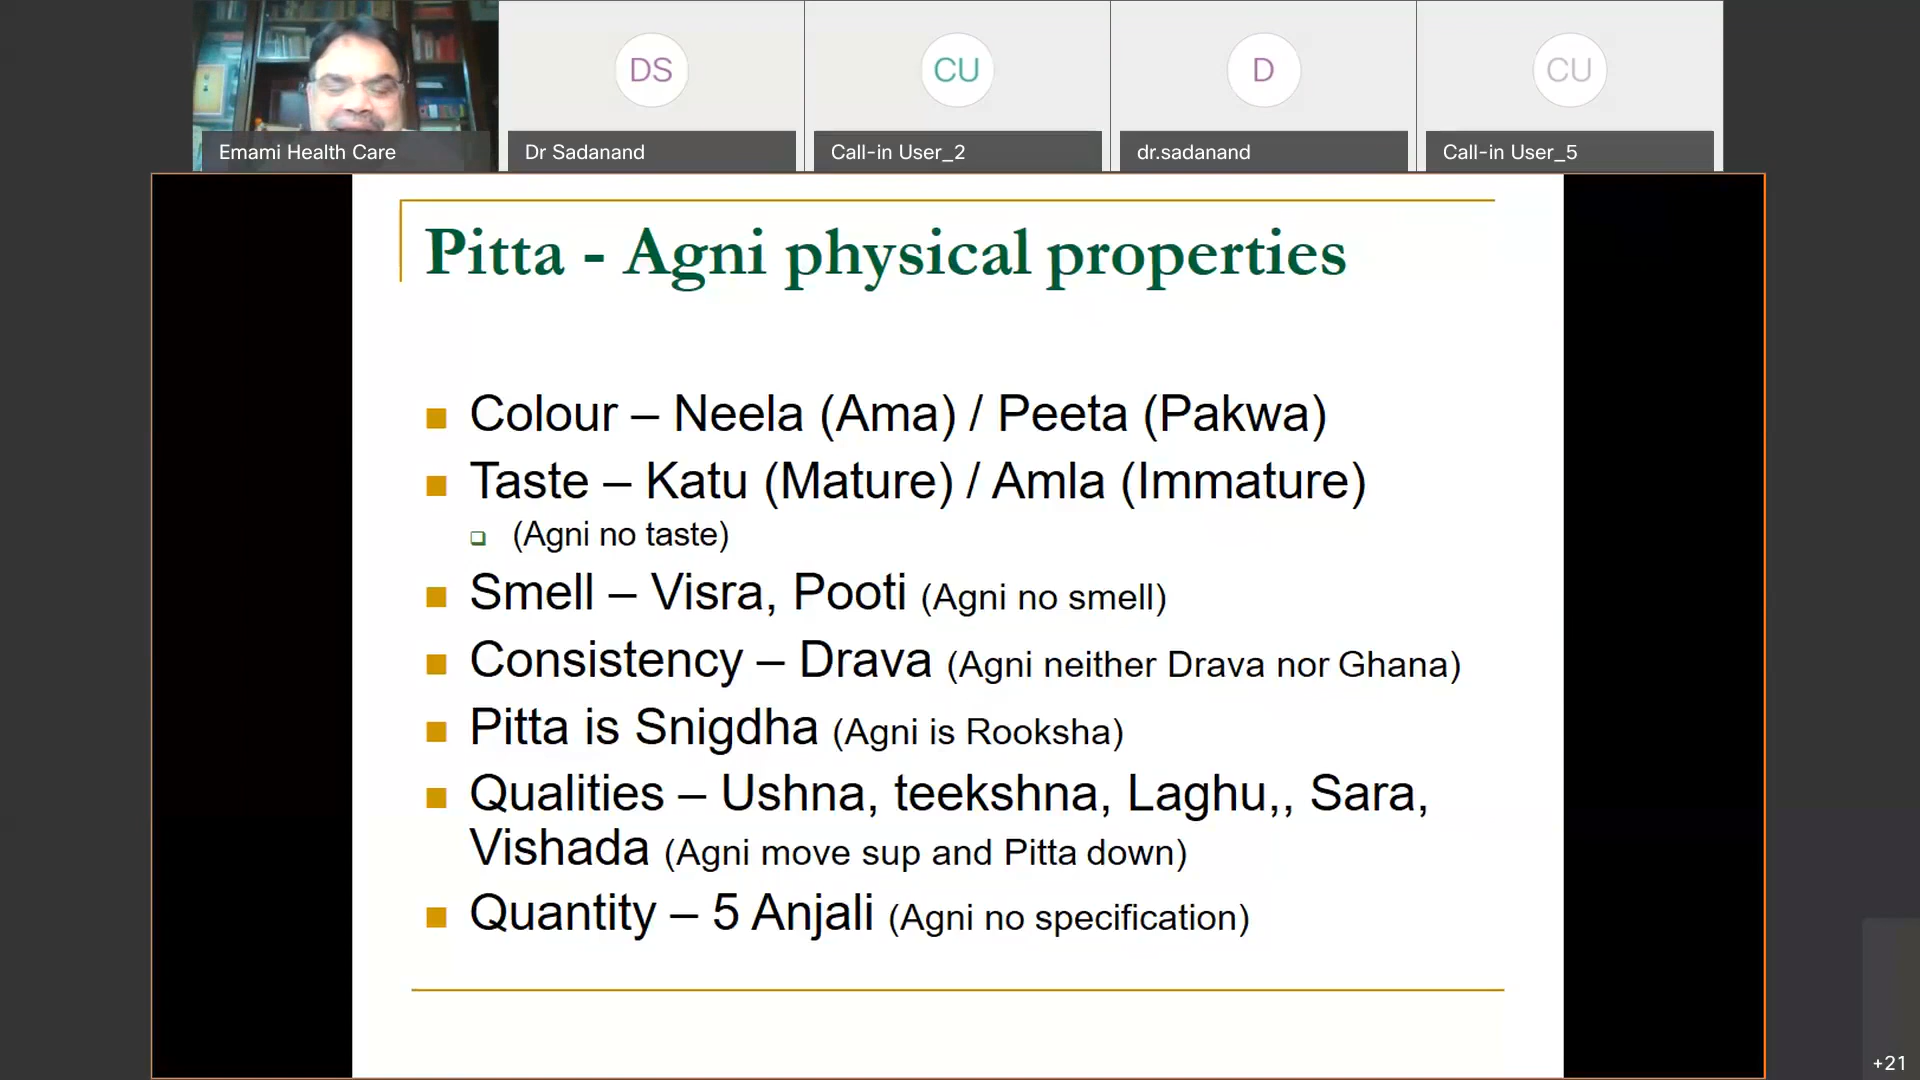 DS
CU
D
CU
Emami Health Care
Dr Sadanand
Call-in User_2
dr.sadanand
Call-in User_5
Pitta - Agni physical properties
Colour – Neela (Ama) / Peeta (Pakwa)
Taste – Katu (Mature) / Amla (Immature)
(Agni no taste)
Smell – Visra, Pooti (Agni no smell)
Consistency – Drava (Agni neither Drava nor Ghana)
Pitta is Snigdha (Agni is Rooksha)
Qualities – Ushna, teekshna, Laghu,, Sara,
Vishada (Agni move sup and Pitta down)
Quantity – 5 Anjali (Agni no specification)
+21